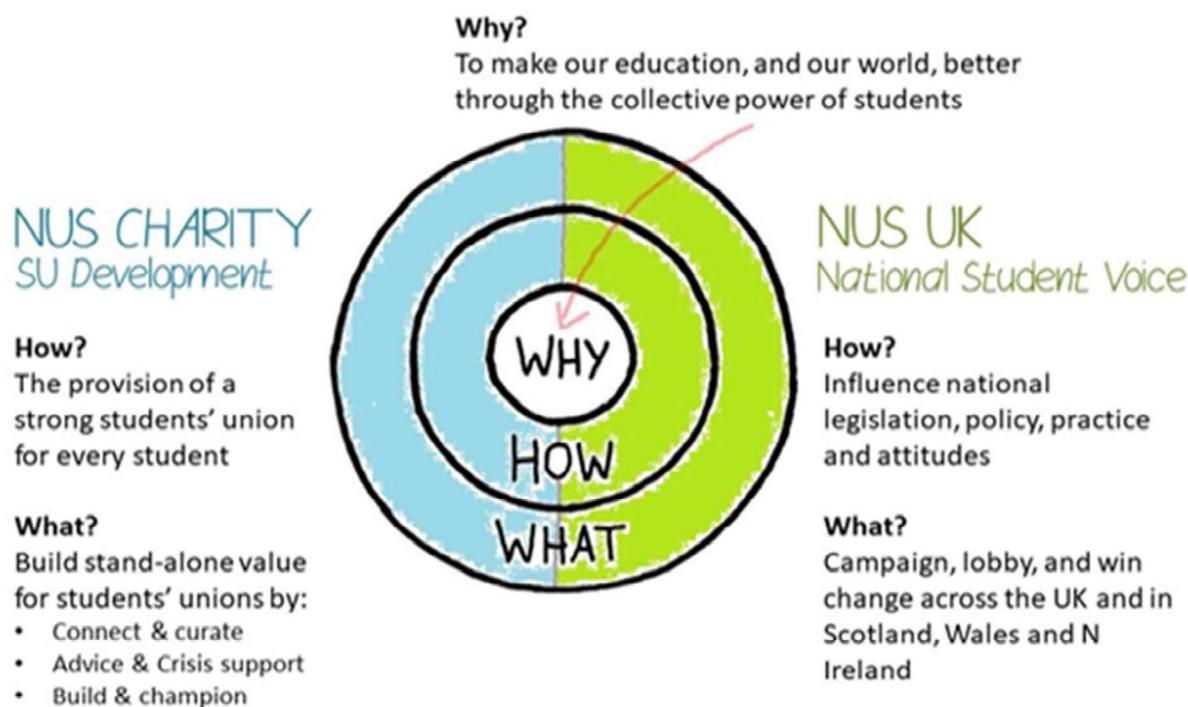 Why?
To make our education, and our world, better
through the collective power of students
NUS CHARITY
SU Development
How?
The provision of a
strong students' union
for every student
What?
Build stand-alone value
for students' unions by:
• Connect & curate
• Advice & Crisis support
• Build & champion
WHY
HOW
WHAT
NUS UK
National Student Voice
How?
Influence national
legislation, policy, practice
and attitudes
What?
Campaign, lobby, and win
change across the UK and in
Scotland, Wales and N
Ireland